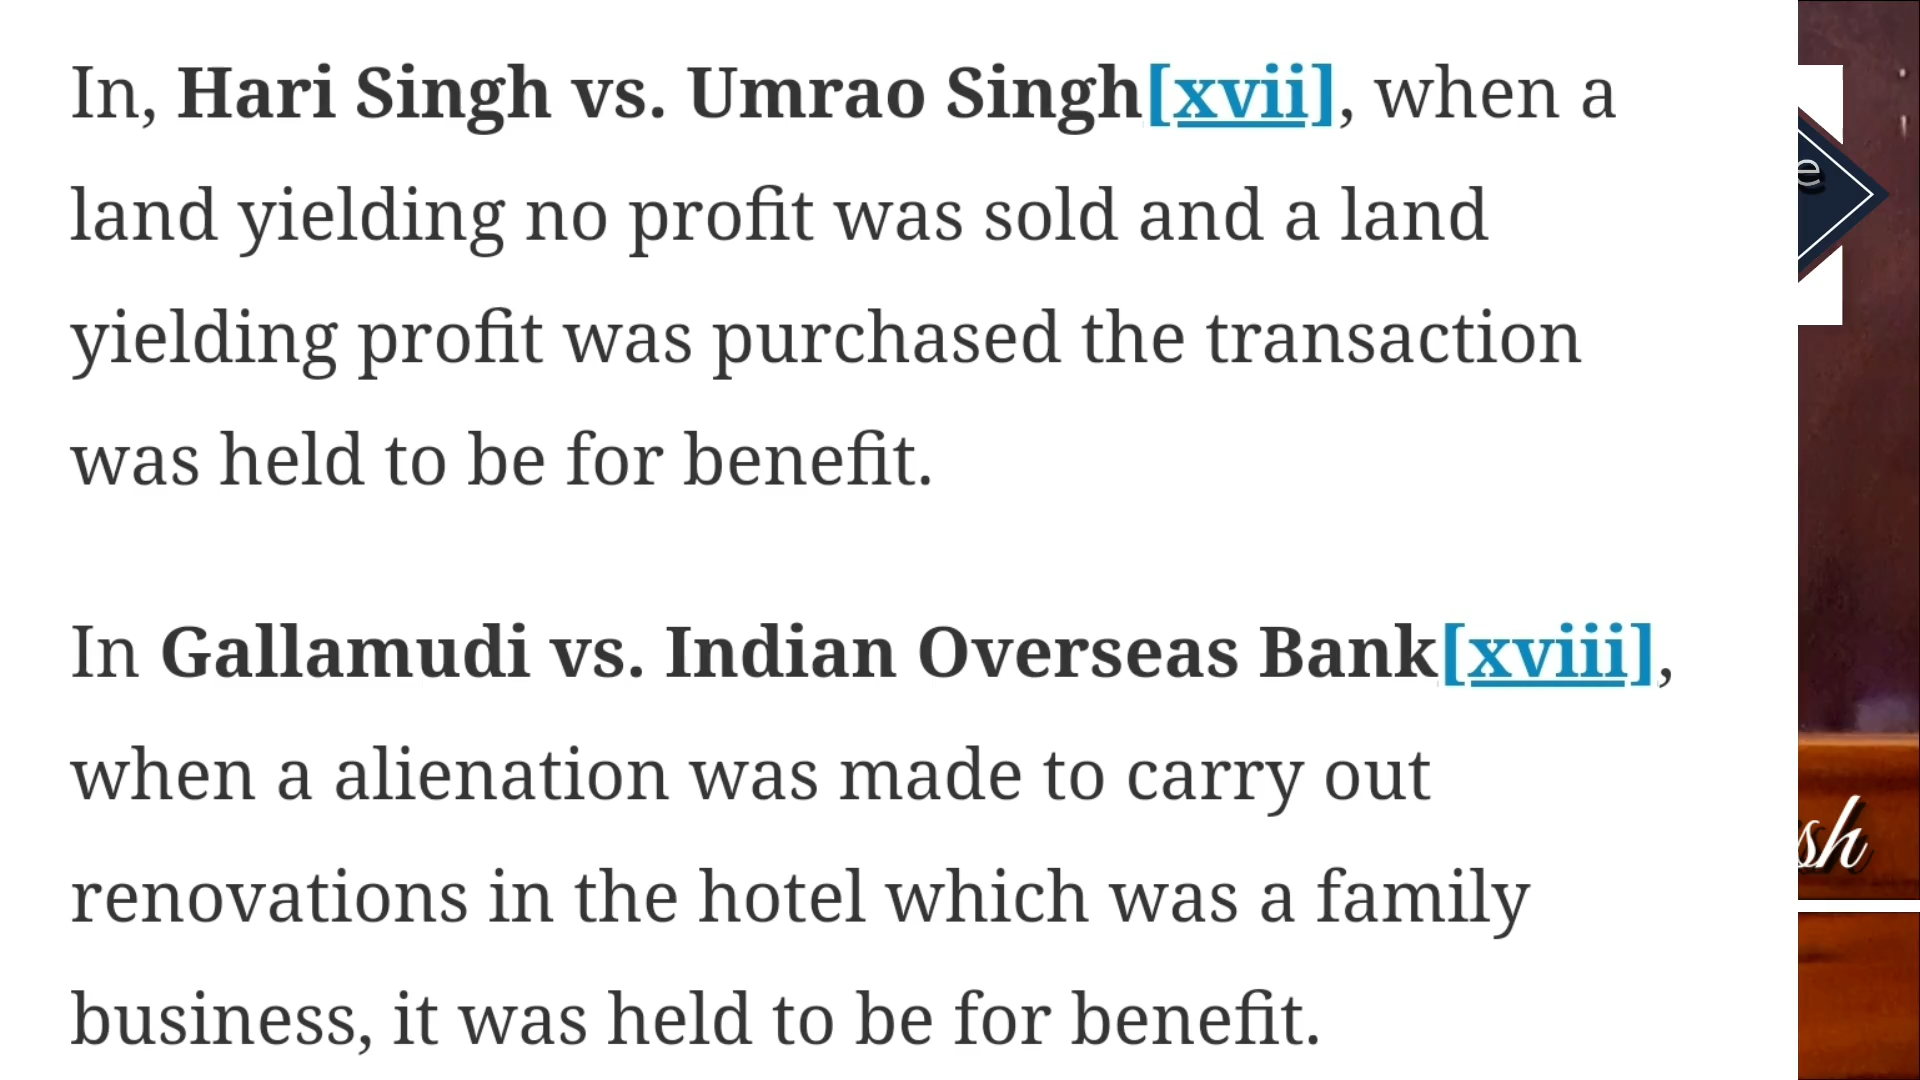 In, Hari Singh vs. Umrao Singh[xvii], when a
land yielding no profit was sold and a land
yielding profit was purchased the transaction
was held to be for benefit.
In Gallamudi vs. Indian Overseas Bank[xviii],
when a alienation was made to carry out
renovations in the hotel which was a family
business, it was held to be for benefit.
e
sh